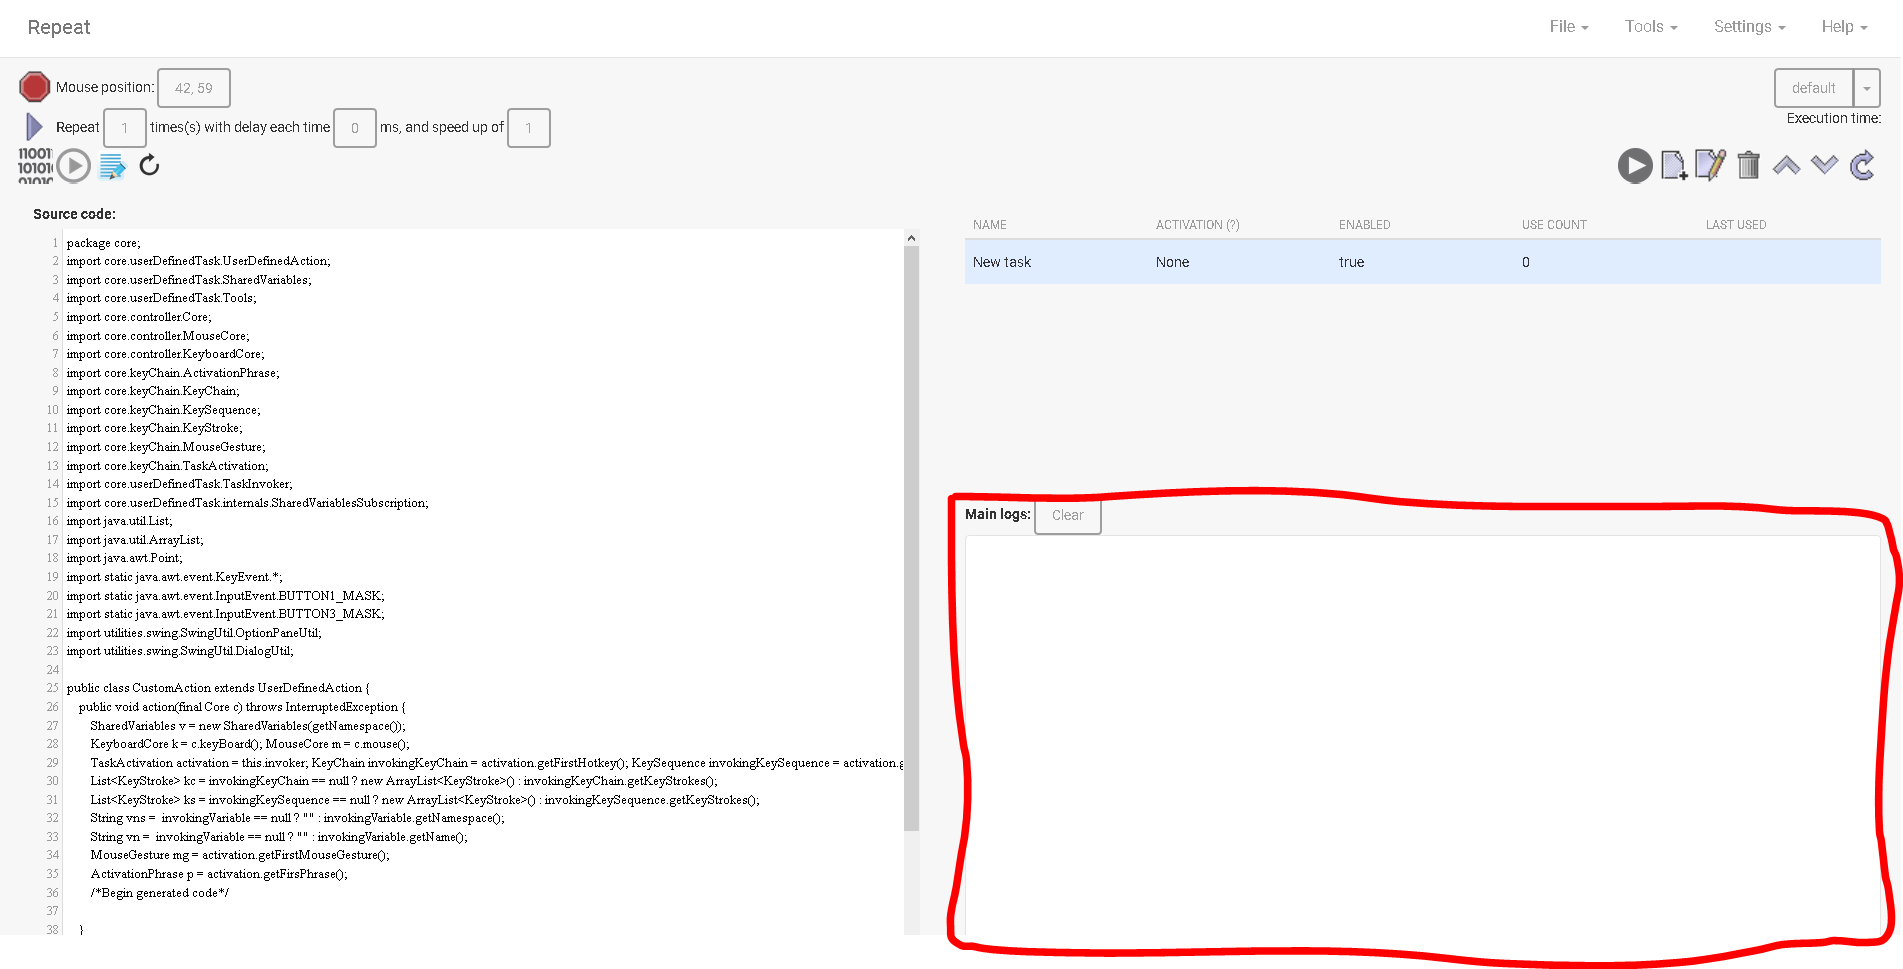 Repeat
File
Tools
Settings
Help
Mouse position: 42, 59
default
Repeat 1 times(s) with delay each time 0 ms, and speed up of 1
Execution time:
11001
10101
01010
Source code:
1 package core;
2 import core.userDefinedTask.UserDefinedAction;
3 import core.userDefinedTask.SharedVariables;
4 import core.userDefinedTask.Tools;
5 import core.controller.Core;
6 import core.controller.MouseCore;
7 import core.controller.KeyboardCore;
8 import core.keyChain.ActivationPhrase;
9 import core.keyChain.KeyChain;
10 import core.keyChain.KeySequence;
11 import core.keyChain.KeyStroke;
12 import core.keyChain.MouseGesture;
13 import core.keyChain.TaskActivation;
14 import core.userDefinedTask.TaskInvoker;
15 import core.userDefinedTask.internals.SharedVariablesSubscription;
16 import java.util.List;
17 import java.util.ArrayList;
18 import java.awt.Point;
19 import static java.awt.event.KeyEvent.*;
20 import static java.awt.event.InputEvent.BUTTON1_MASK;
21 import static java.awt.event.InputEvent.BUTTON3_MASK;
22 import utilities.swing.SwingUtil.OptionPaneUtil;
23 import utilities.swing.SwingUtil.DialogUtil;
24
25 public class CustomAction extends UserDefinedAction {
26 public void action(final Core c) throws InterruptedException {
27 SharedVariables v = new SharedVariables(getNamespace());
28 KeyboardCore k = c.keyBoard(); MouseCore m = c.mouse();
29 TaskActivation activation = this.invoker; KeyChain invokingKeyChain = activation.getFirstHotkey(); KeySequence invokingKeySequence = activation.g
30 List<KeyStroke> kc = invokingKeyChain == null ? new ArrayList<KeyStroke>() : invokingKeyChain.getKeyStrokes();
31 List<KeyStroke> ks = invokingKeySequence == null ? new ArrayList<KeyStroke>() : invokingKeySequence.getKeyStrokes();
32 String vns = invokingVariable == null ? "" : invokingVariable.getNamespace();
33 String vn = invokingVariable == null ? "" : invokingVariable.getName();
34 MouseGesture mg = activation.getFirstMouseGesture();
35 ActivationPhrase p = activation.getFirsPhrase();
36 /*Begin generated code*/
37
38 }
NAME ACTIVATION (?) ENABLED USE COUNT LAST USED
New task None true 0
Main logs: Clear